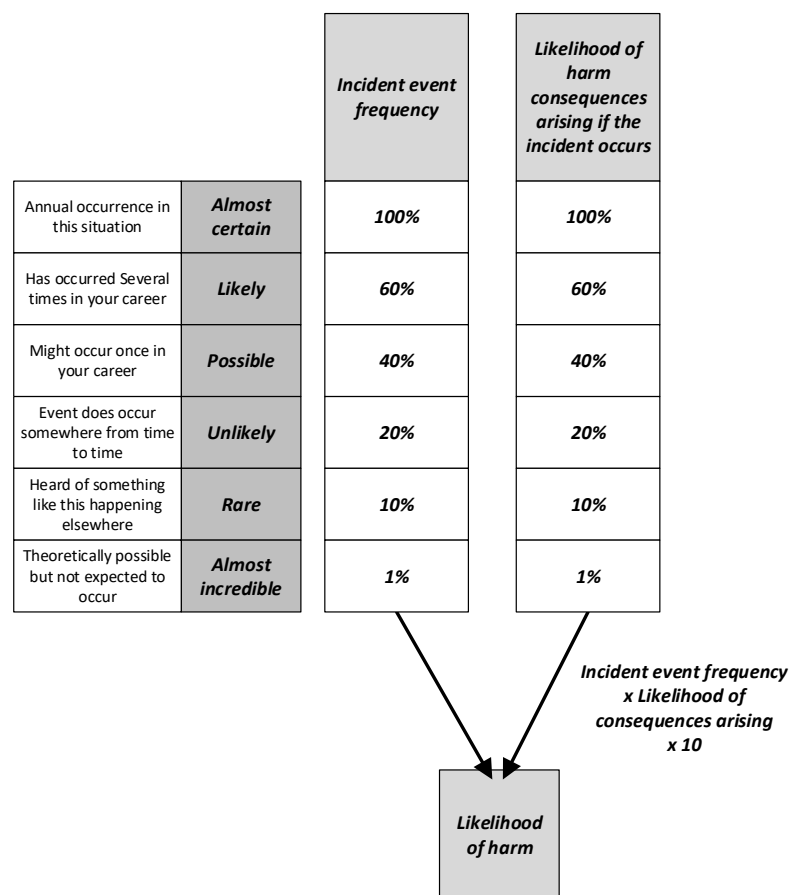 Incident event
frequency
Likelihood of
harm
consequences
arising if the
incident occurs
Annual occurrence in
this situation
Almost
certain
100%
100%
Has occurred Several
times in your career
Likely
60%
60%
Might occur once in
your career
Possible
40%
40%
Event does occur
somewhere from time
to time
Unlikely
20%
20%
Heard of something
like this happening
elsewhere
Rare
10%
10%
Theoretically possible
but not expected to
occur
Almost
incredible
1%
1%
Incident event frequency
x Likelihood of
consequences arising
x 10
Likelihood
of harm